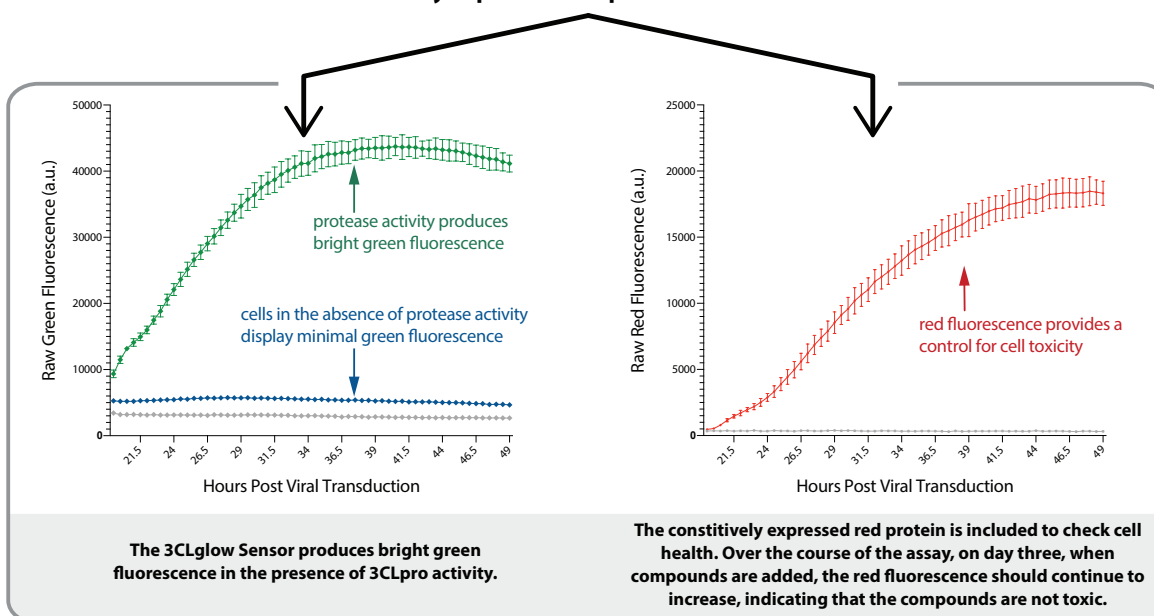 50000
40000
30000
20000
10000
0
Raw Green Fluorescence (a.u.)
protease activity produces
bright green fluorescence
cells in the absence of protease activity
display minimal green fluorescence
21.5 24 26.5 29 31.5 34 36.5 39 41.5 44 46.5 49
Hours Post Viral Transduction
The 3CLglow Sensor produces bright green
fluorescence in the presence of 3CLpro activity.
25000
20000
15000
10000
5000
0
Raw Red Fluorescence (a.u.)
red fluorescence provides a
control for cell toxicity
21.5 24 26.5 29 31.5 34 36.5 39 41.5 44 46.5 49
Hours Post Viral Transduction
The constitively expressed red protein is included to check cell
health. Over the course of the assay, on day three, when
compounds are added, the red fluorescence should continue to
increase, indicating that the compounds are not toxic.